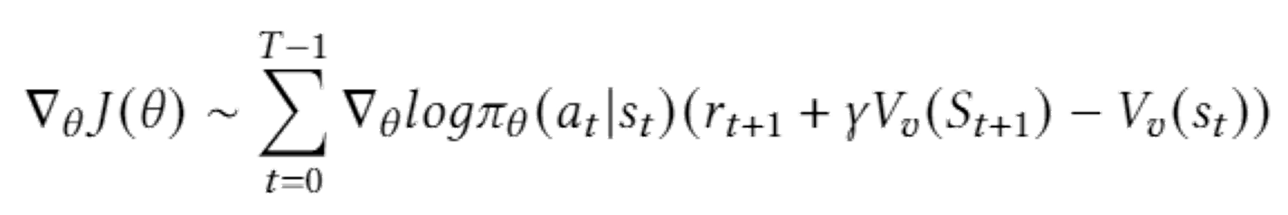 ∇θJ(θ) ~ ∑_{t=0}^{T−1} ∇θlogπθ(a_t|s_t)(r_{t+1} + γV_v(S_{t+1}) − V_v(s_t))